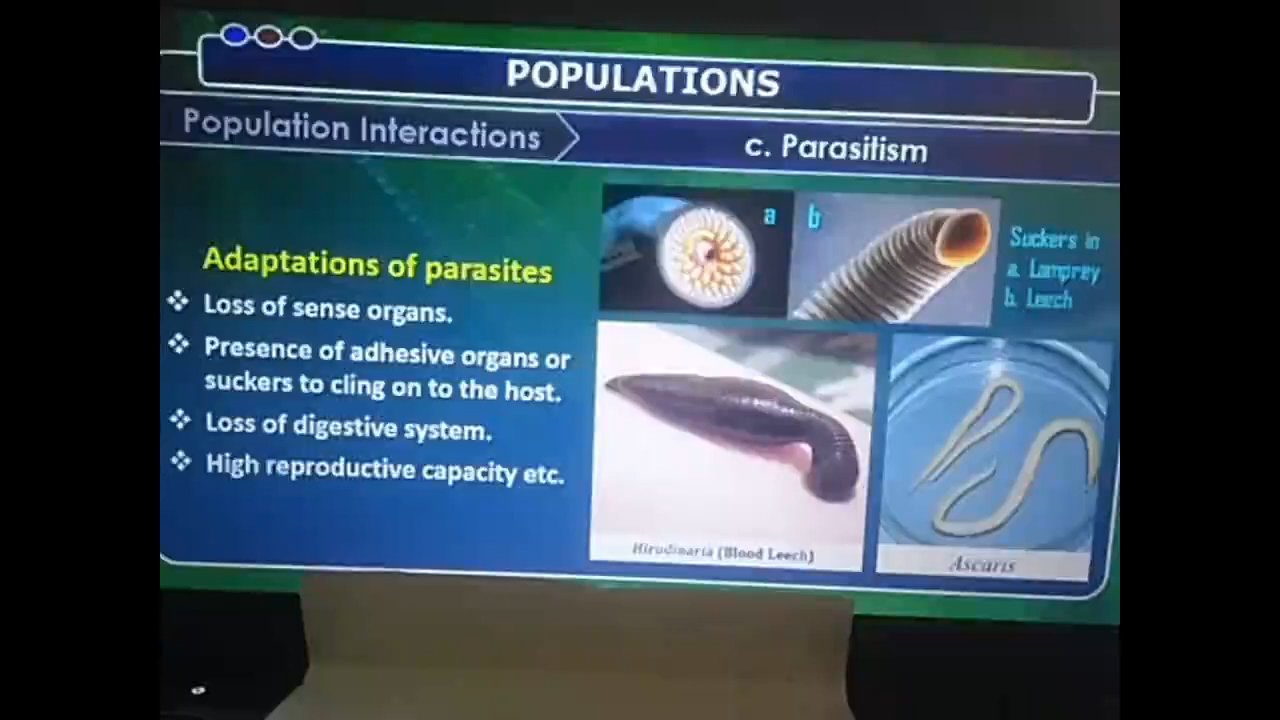 POPULATIONS
Population Interactions
c. Parasitism
a
b
Suckers in
a. Lamprey
b. Leech
Adaptations of parasites
❖ Loss of sense organs.
❖ Presence of adhesive organs or
suckers to cling on to the host.
❖ Loss of digestive system.
❖ High reproductive capacity etc.
Hirudinaria (Blood Leech)
Ascaris